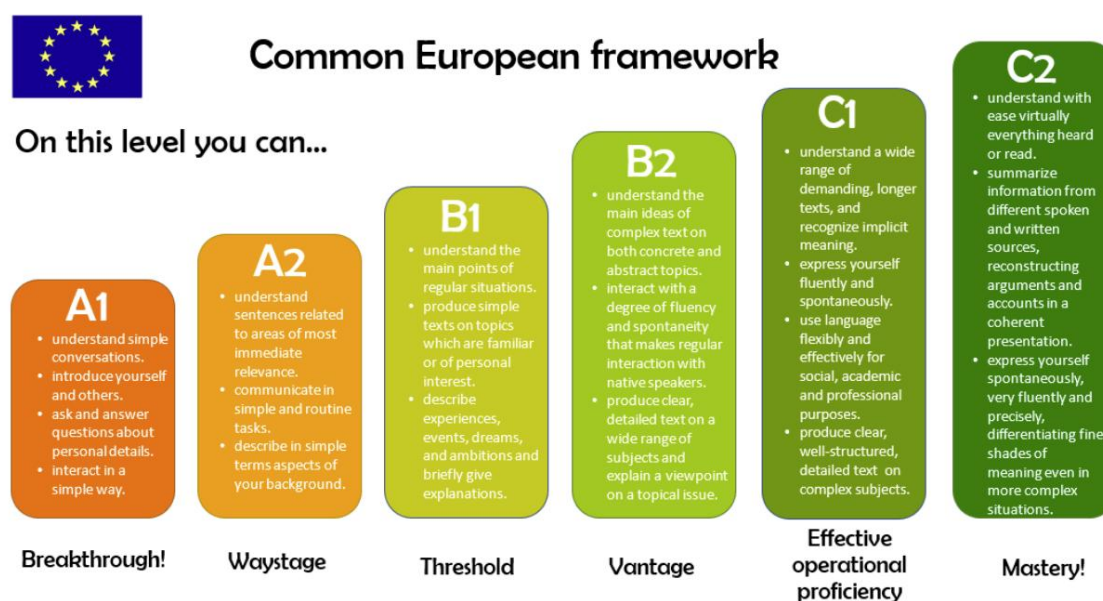 Common European framework
On this level you can...
A1
• understand simple
conversations.
• introduce yourself
and others.
• ask and answer
questions about
personal details.
• interact in a
simple way.
Breakthrough!
A2
• understand
sentences related
to areas of most
immediate
relevance.
• communicate in
simple and routine
tasks.
• describe in simple
terms aspects of
your background.
Waystage
B1
• understand the
main points of
regular situations.
• produce simple
texts on topics
which are familiar
or of personal
interest.
• describe
experiences,
events, dreams,
and ambitions and
briefly give
explanations.
Threshold
B2
• understand the
main ideas of
complex text on
both concrete and
abstract topics.
• interact with a
degree of fluency
and spontaneity
that makes regular
interaction with
native speakers.
• produce clear,
detailed text on a
wide range of
subjects and
explain a viewpoint
on a topical issue.
Vantage
C1
• understand a wide
range of
demanding, longer
texts, and
recognize implicit
meaning.
• express yourself
fluently and
spontaneously.
• use language
flexibly and
effectively for
social, academic
and professional
purposes.
• produce clear,
well-structured,
detailed text on
complex subjects.
Effective
operational
proficiency
C2
• understand with
ease virtually
everything heard
or read.
• summarize
information from
different spoken
and written
sources,
reconstructing
arguments and
accounts in a
coherent
presentation.
• express yourself
spontaneously,
very fluently and
precisely,
differentiating fine
shades of
meaning even in
more complex
situations.
Mastery!